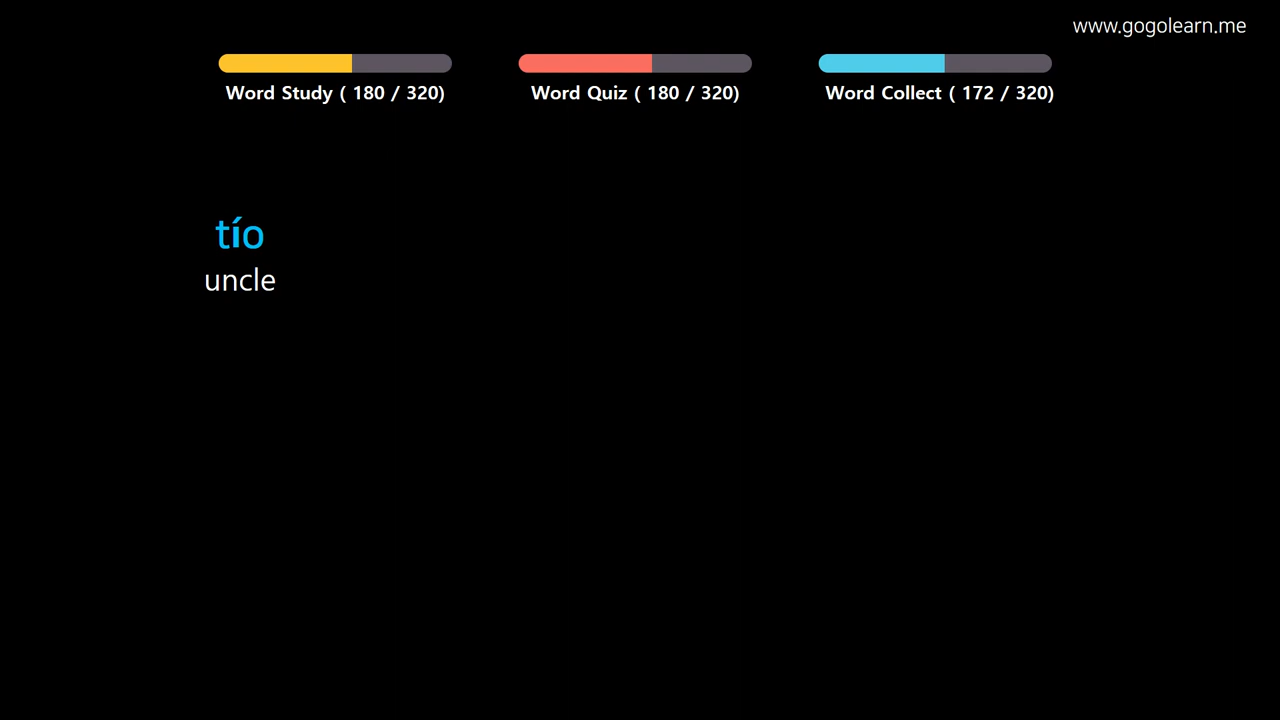 www.gogolearn.me
Word Study ( 180 / 320)
Word Quiz ( 180 / 320)
Word Collect ( 172 / 320)
tío
uncle